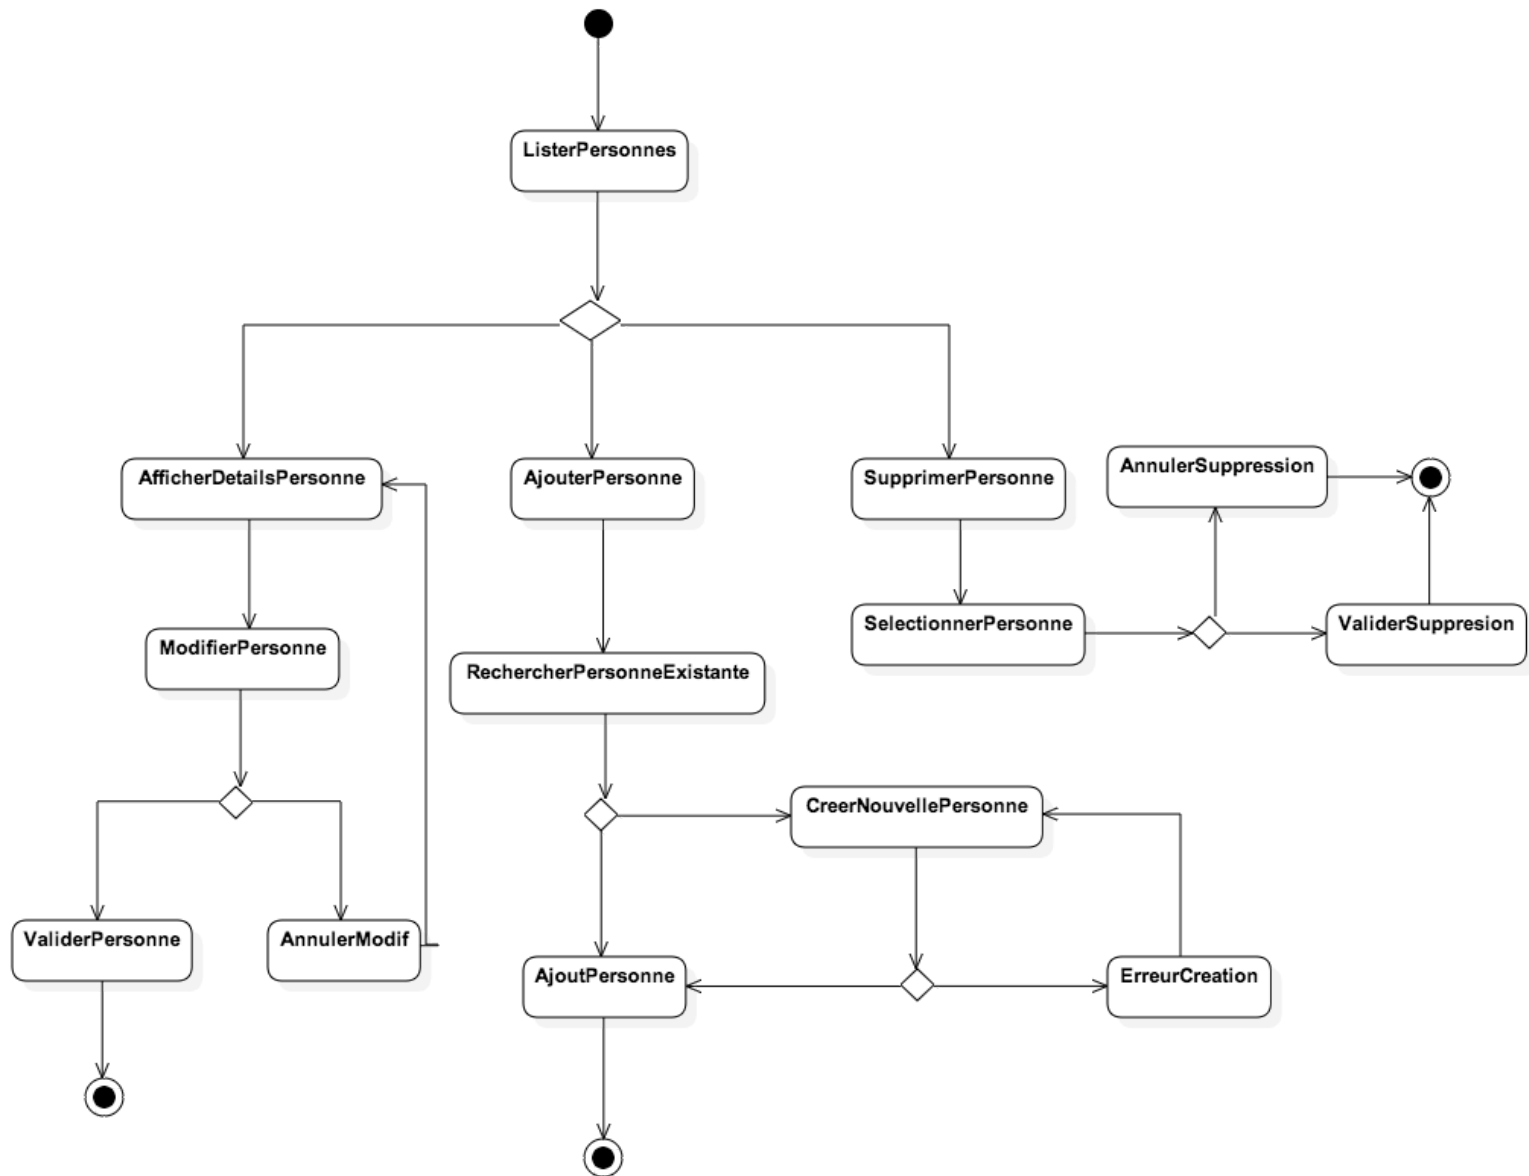 ListerPersonnes
AfficherDetailsPersonne
AjouterPersonne
SupprimerPersonne
AnnulerSuppression
ModifierPersonne
RechercherPersonneExistante
SelectionnerPersonne
ValiderSuppresion
CreerNouvellePersonne
ValiderPersonne
AnnulerModif
AjoutPersonne
ErreurCreation